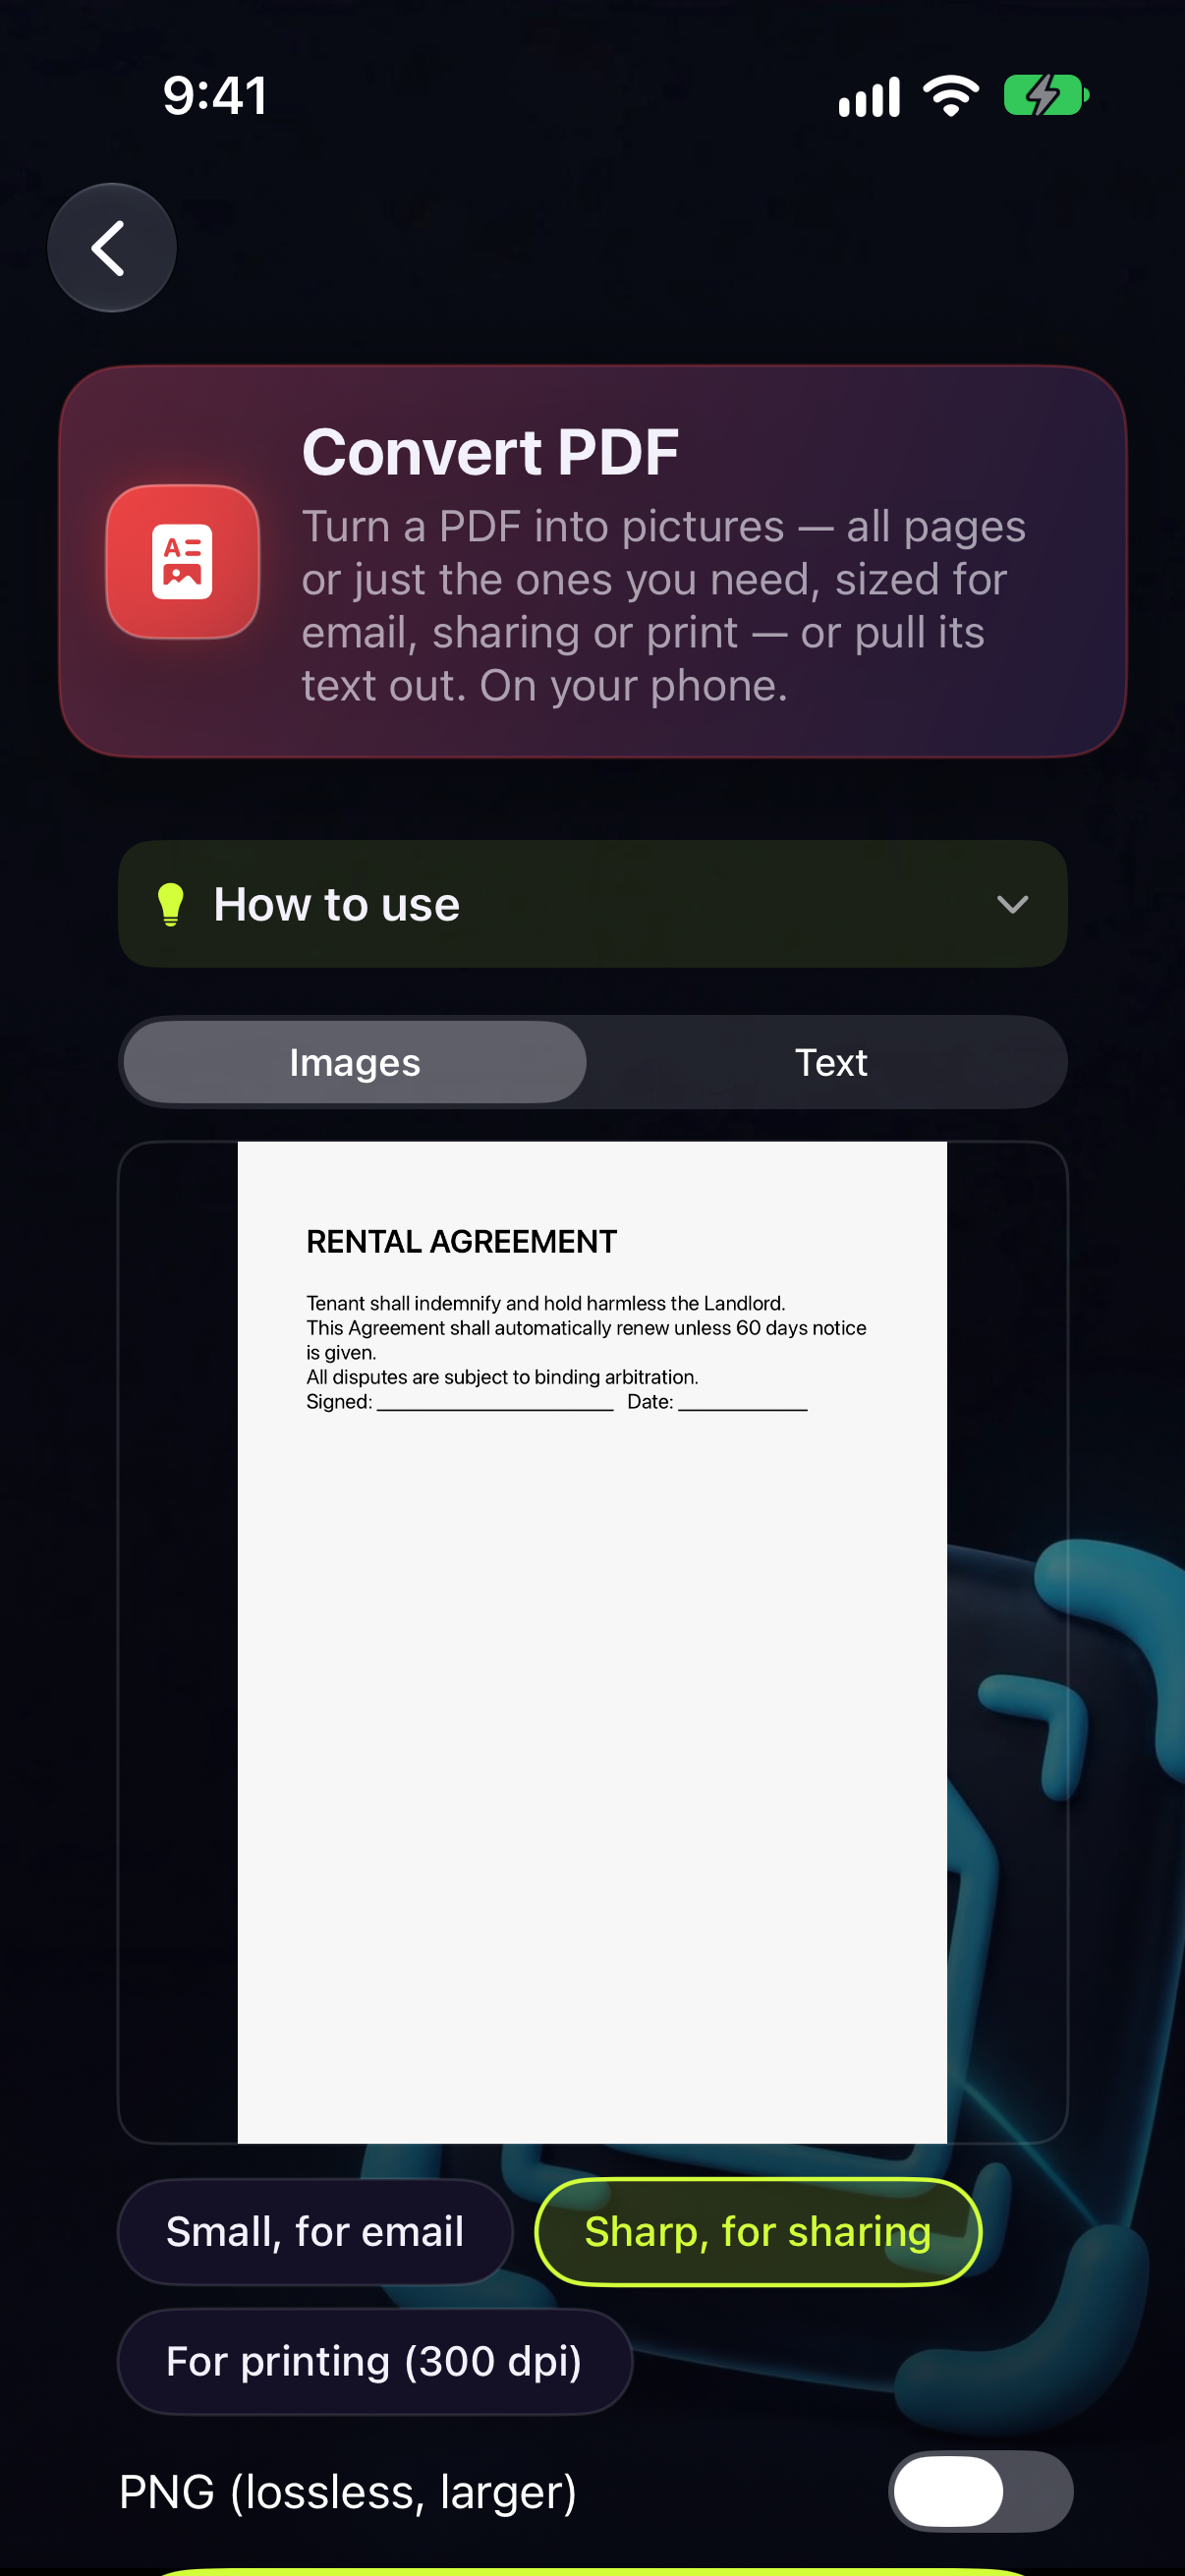 9:41
Convert PDF
Turn a PDF into pictures — all pages
or just the ones you need, sized for
email, sharing or print — or pull its
text out. On your phone.
How to use
Images
Text
RENTAL AGREEMENT
Tenant shall indemnify and hold harmless the Landlord.
This Agreement shall automatically renew unless 60 days notice
is given.
All disputes are subject to binding arbitration.
Signed: ______________________ Date: ____________
Small, for email
Sharp, for sharing
For printing (300 dpi)
PNG (lossless, larger)